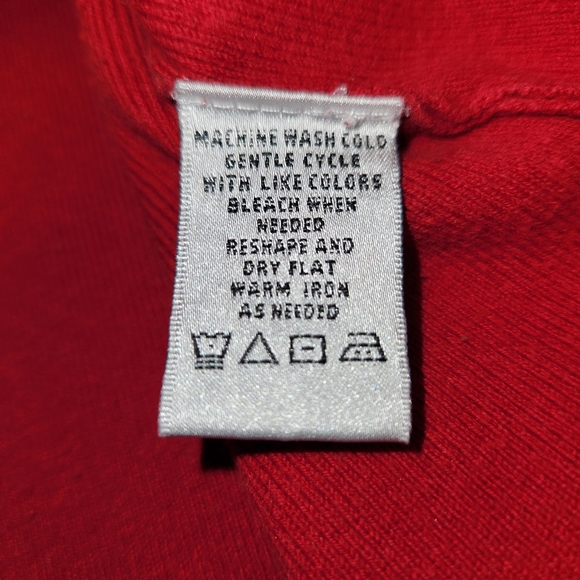 MACHINE WASH COLD
GENTLE CYCLE
WITH LIKE COLORS
BLEACH WHEN
NEEDED
RESHAPE AND
DRY FLAT
WARM IRON
AS NEEDED